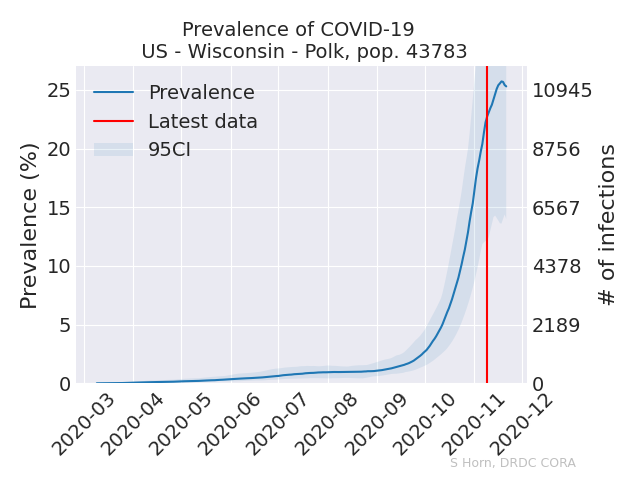 Prevalence of COVID-19
US - Wisconsin - Polk, pop. 43783
Prevalence
Latest data
95CI
Prevalence (%)
25
20
15
10
5
0
10945
8756
6567
4378
2189
0
# of infections
2020-03
2020-04
2020-05
2020-06
2020-07
2020-08
2020-09
2020-10
2020-11
2020-12
S Horn, DRDC CORA